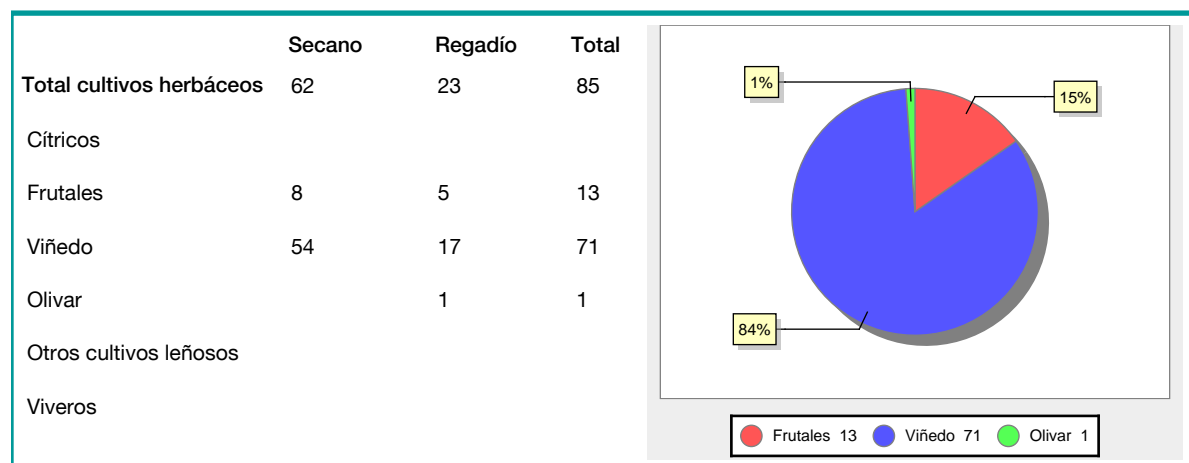 Secano Regadío Total
Total cultivos herbáceos 62 23 85
Cítricos
Frutales 8 5 13
Viñedo 54 17 71
Olivar 1 1
Otros cultivos leñosos
Viveros
1%
15%
84%
Frutales 13 Viñedo 71 Olivar 1